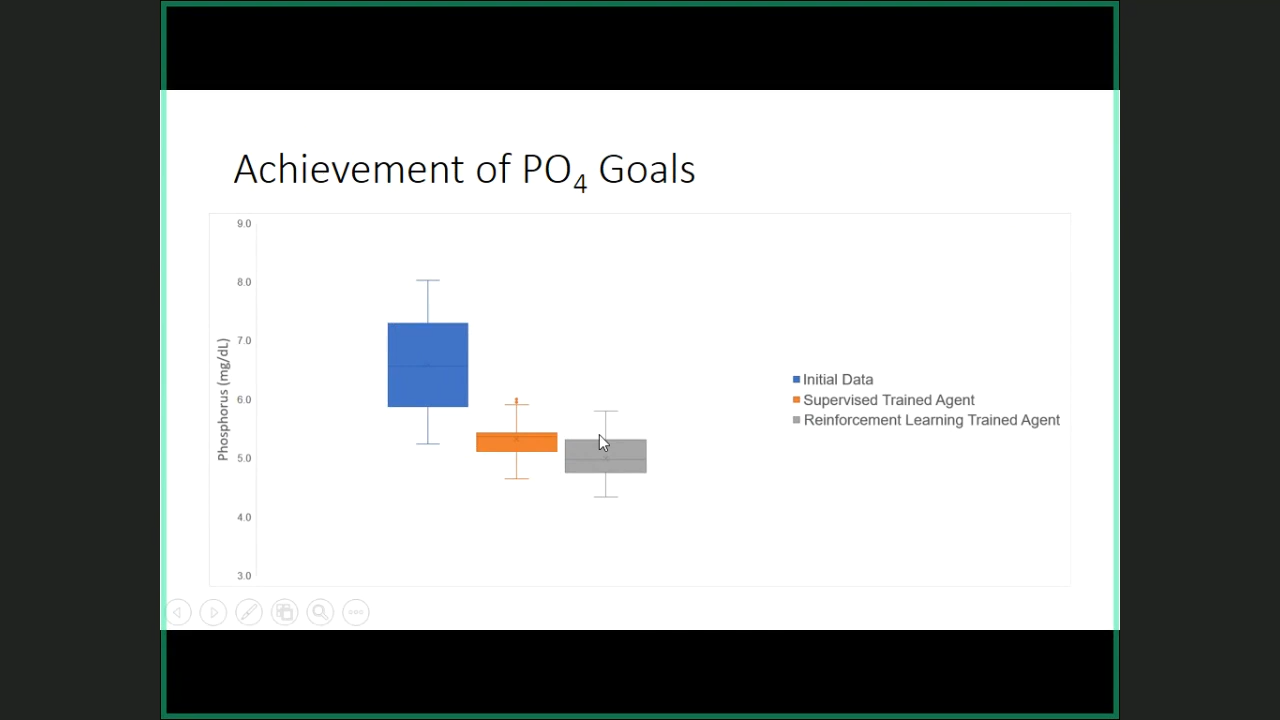 Achievement of PO₄ Goals
9.0
8.0
7.0
6.0
5.0
4.0
3.0
Phosphorus (mg/dL)
Initial Data
Supervised Trained Agent
Reinforcement Learning Trained Agent